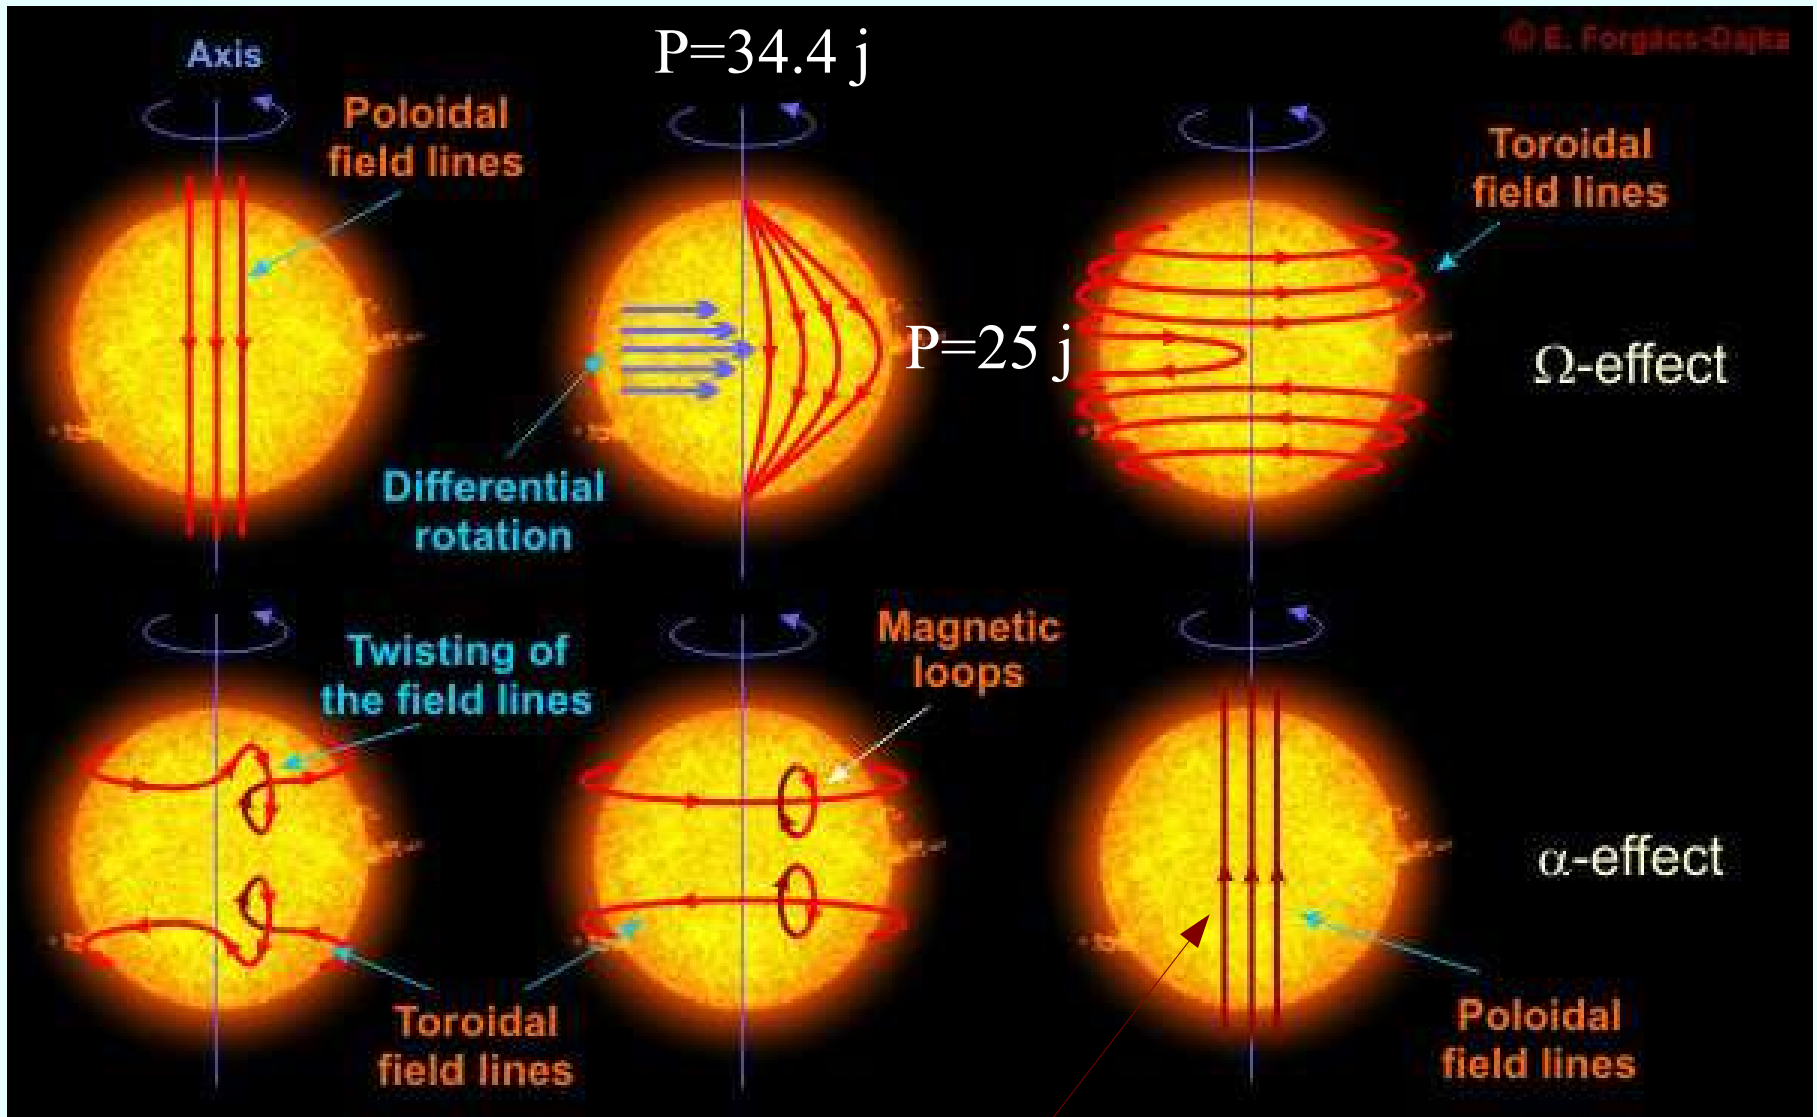 © E. Forgács-Dajka
P=34.4 j
Axis
Poloidal
field lines
Toroidal
field lines
P=25 j
Ω-effect
Differential
rotation
Twisting of
the field lines
Magnetic
loops
α-effect
Toroidal
field lines
Poloidal
field lines